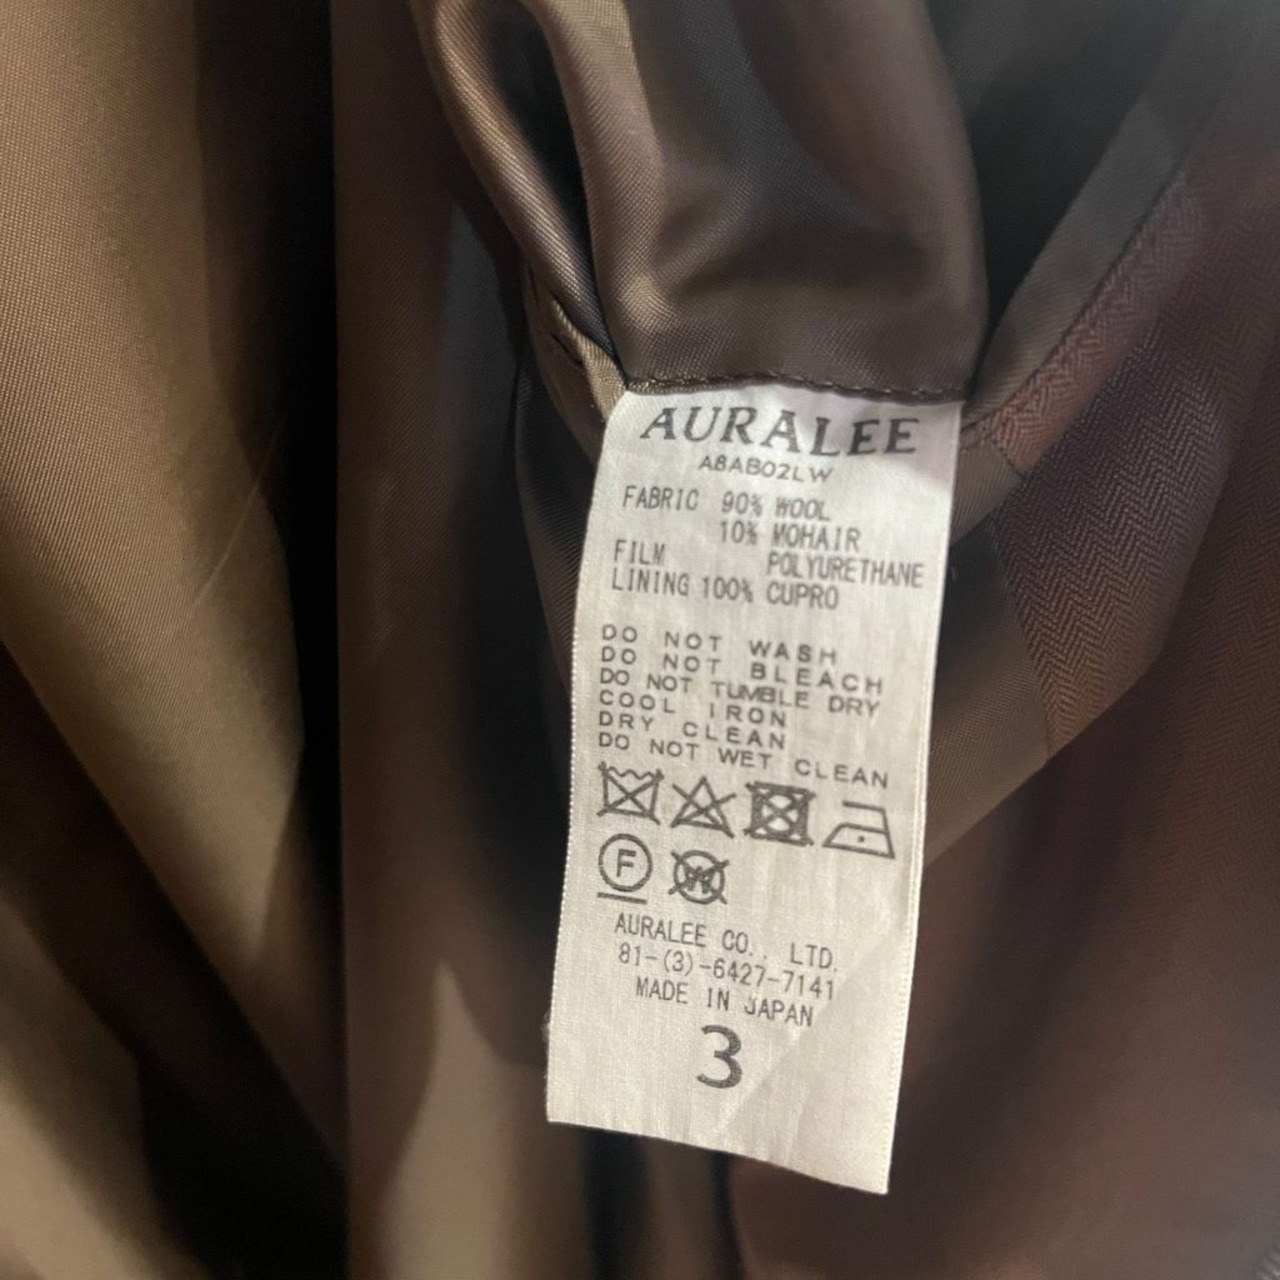 AURALEE
A8AB02LW
FABRIC 90% WOOL
10% MOHAIR
FILM POLYURETHANE
LINING 100% CUPRO
DO NOT WASH
DO NOT BLEACH
DO NOT TUMBLE DRY
COOL IRON
DRY CLEAN
DO NOT WET CLEAN
F W
AURALEE CO., LTD.
81-(3)-6427-7141
MADE IN JAPAN
3